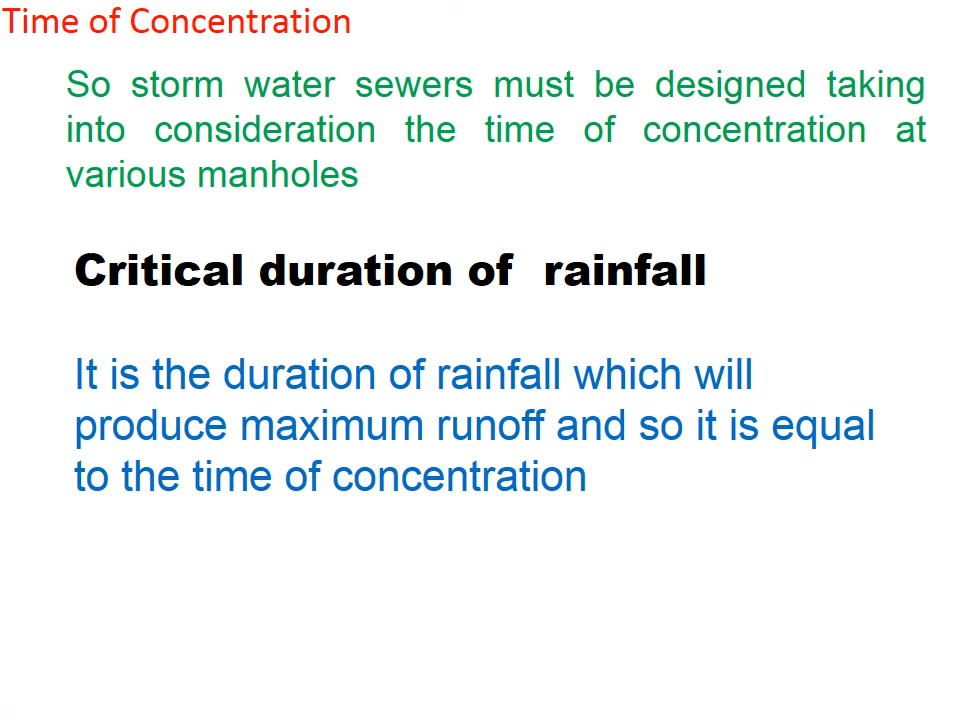 Time of Concentration
So storm water sewers must be designed taking
into consideration the time of concentration at
various manholes
Critical duration of rainfall
It is the duration of rainfall which will
produce maximum runoff and so it is equal
to the time of concentration